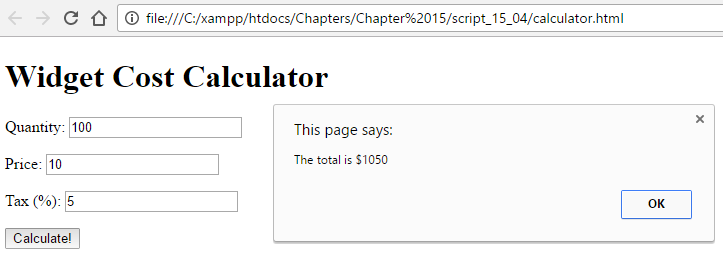 file:///C:/xampp/htdocs/Chapters/Chapter%2015/script_15_04/calculator.html
Widget Cost Calculator
Quantity: 100
Price: 10
Tax (%): 5
Calculate!
This page says:
The total is $1050
OK